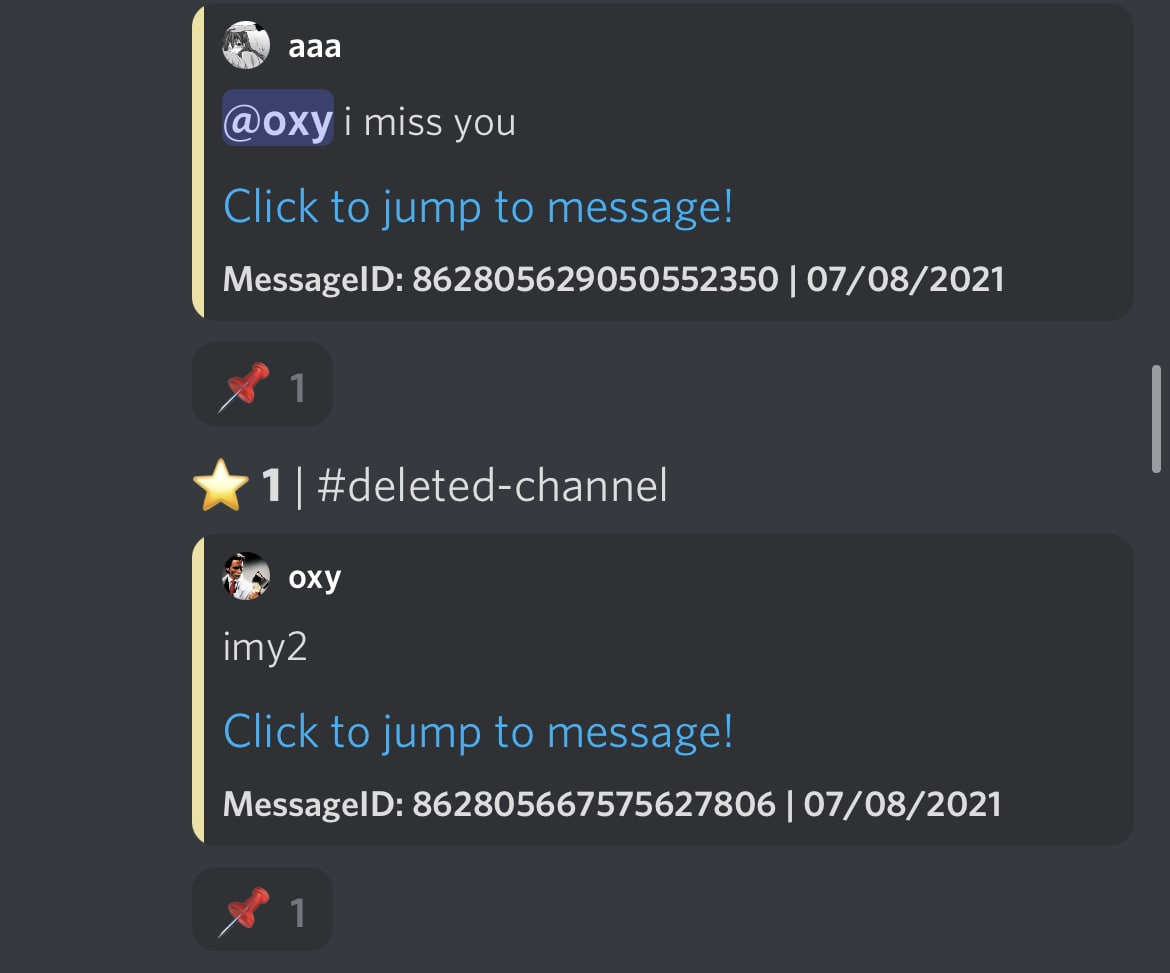 aaa
@oxy i miss you
Click to jump to message!
MessageID: 862805629050552350 | 07/08/2021
1
1 | #deleted-channel
oxy
imy2
Click to jump to message!
MessageID: 862805667575627806 | 07/08/2021
1